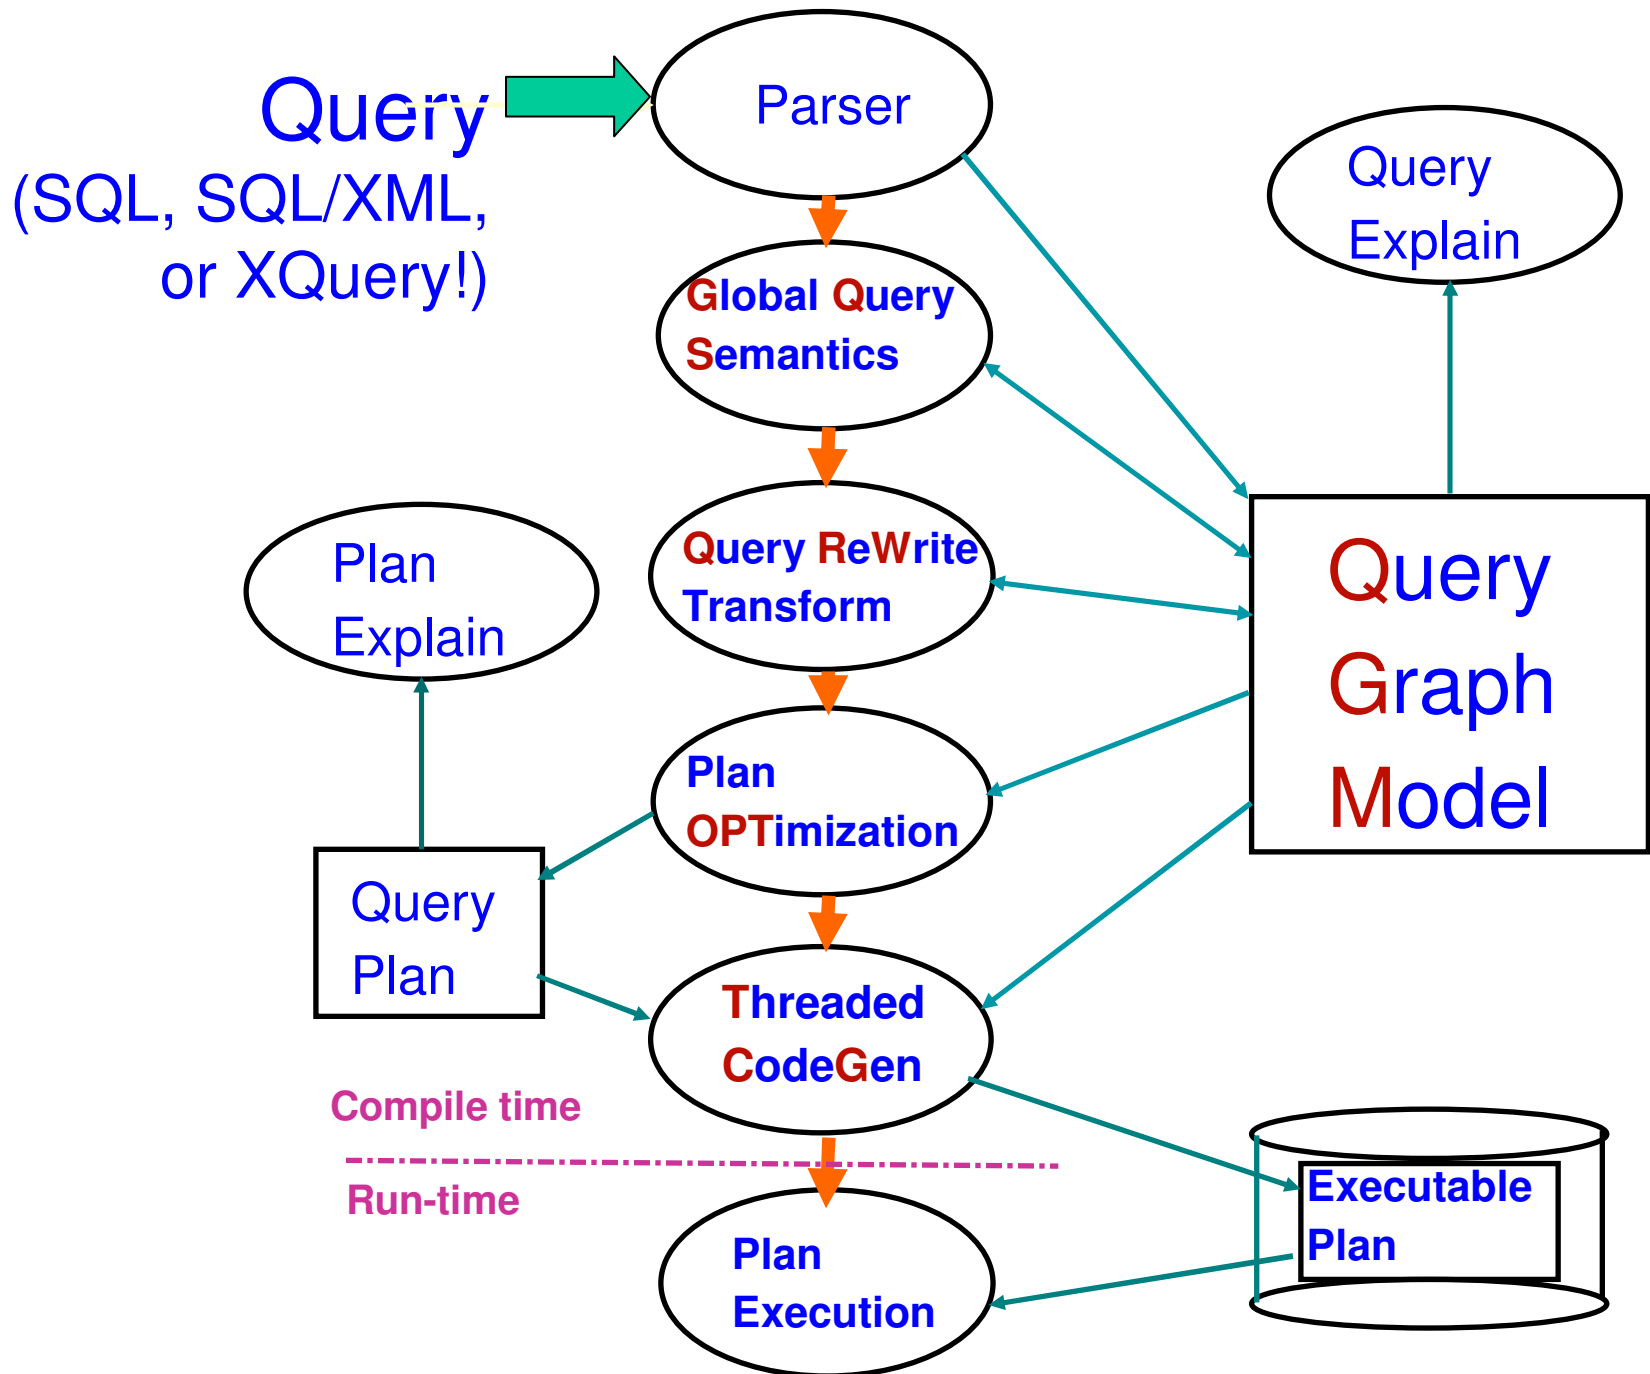 Query
(SQL, SQL/XML,
or XQuery!)
Parser
Query
Explain
Global Query
Semantics
Query ReWrite
Transform
Plan
Explain
Query
Graph
Model
Plan
OPTimization
Query
Plan
Threaded
CodeGen
Compile time
Run-time
Executable
Plan
Plan
Execution